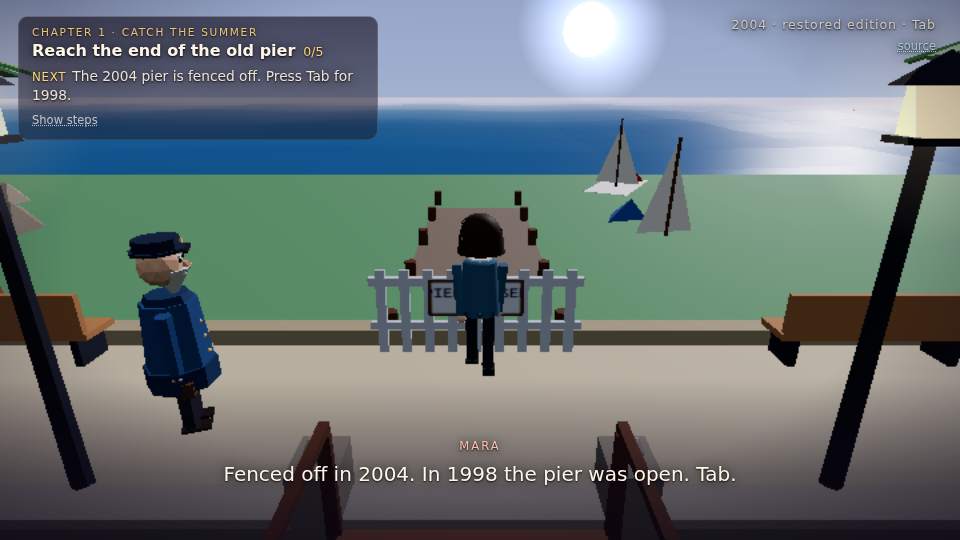 CHAPTER 1 · CATCH THE SUMMER
Reach the end of the old pier 0/5
NEXT The 2004 pier is fenced off. Press Tab for
1998.
Show steps
2004 · restored edition · Tab
source
MARA
Fenced off in 2004. In 1998 the pier was open. Tab.